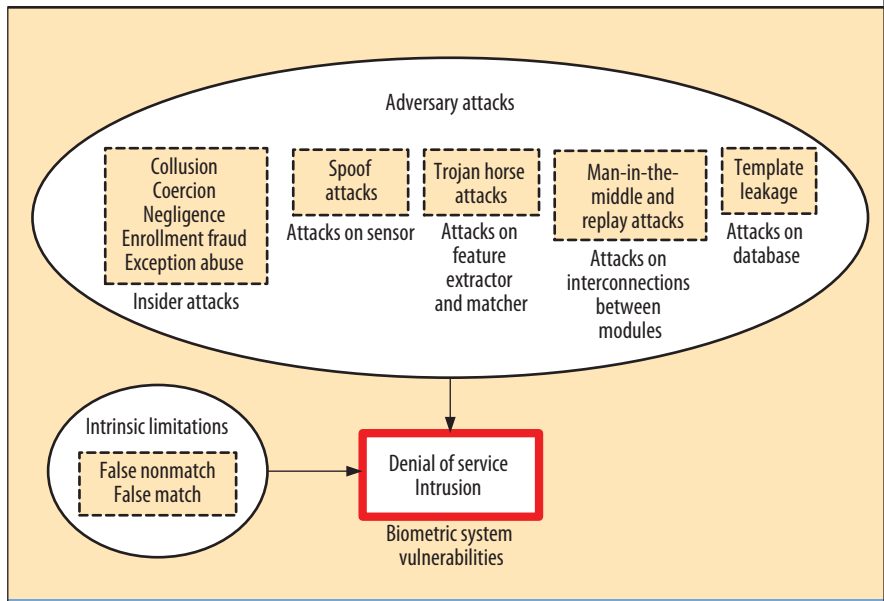 Adversary attacks
Collusion
Coercion
Negligence
Enrollment fraud
Exception abuse
Insider attacks
Spoof
attacks
Attacks on sensor
Trojan horse
attacks
Attacks on
feature
extractor
and matcher
Man-in-the-
middle and
replay attacks
Attacks on
interconnections
between
modules
Template
leakage
Attacks on
database
Intrinsic limitations
False nonmatch
False match
Denial of service
Intrusion
Biometric system
vulnerabilities